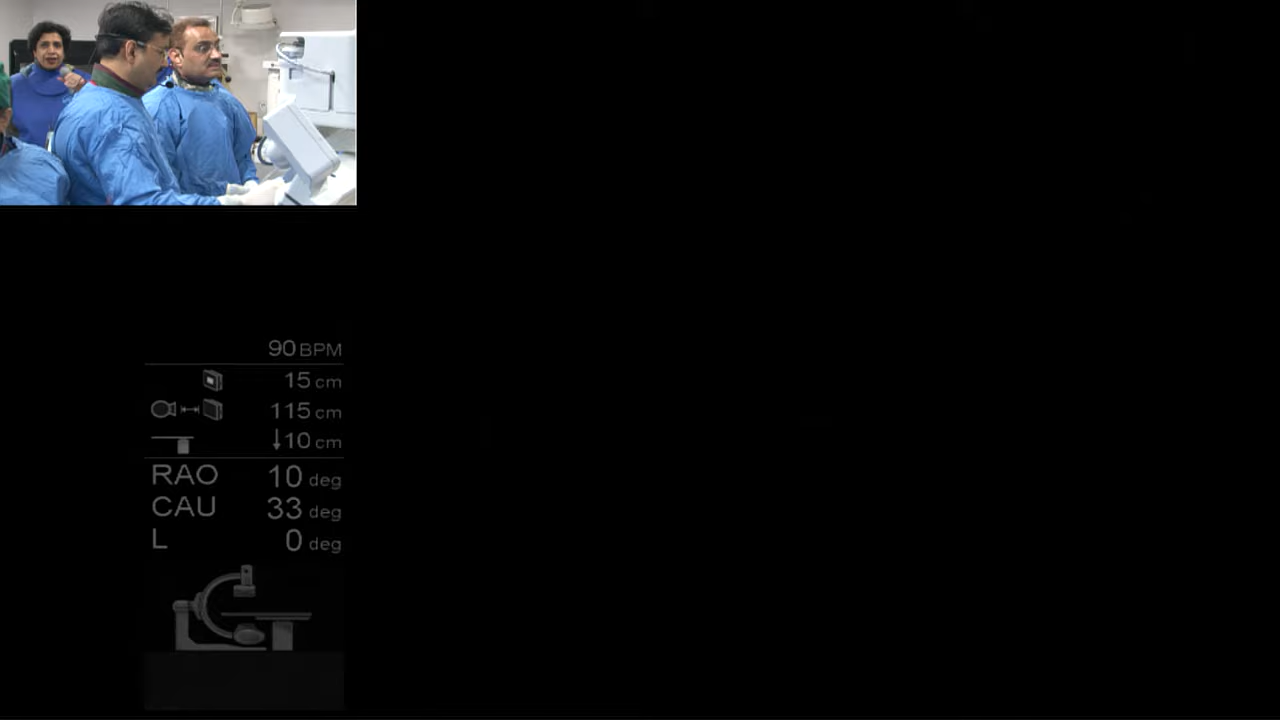 90 BPM
15 cm
115 cm
↓10 cm
RAO 10 deg
CAU 33 deg
L 0 deg